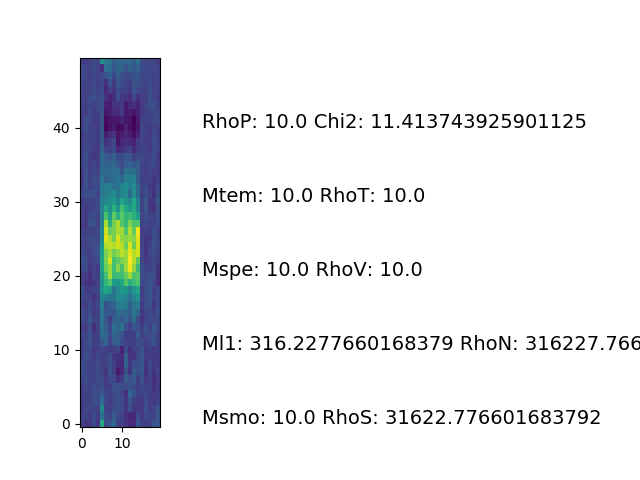 40
RhoP: 10.0 Chi2: 11.413743925901125
30
Mtem: 10.0 RhoT: 10.0
20
Mspe: 10.0 RhoV: 10.0
10
Ml1: 316.2277660168379 RhoN: 316227.766
0
Msmo: 10.0 RhoS: 31622.776601683792
0 10